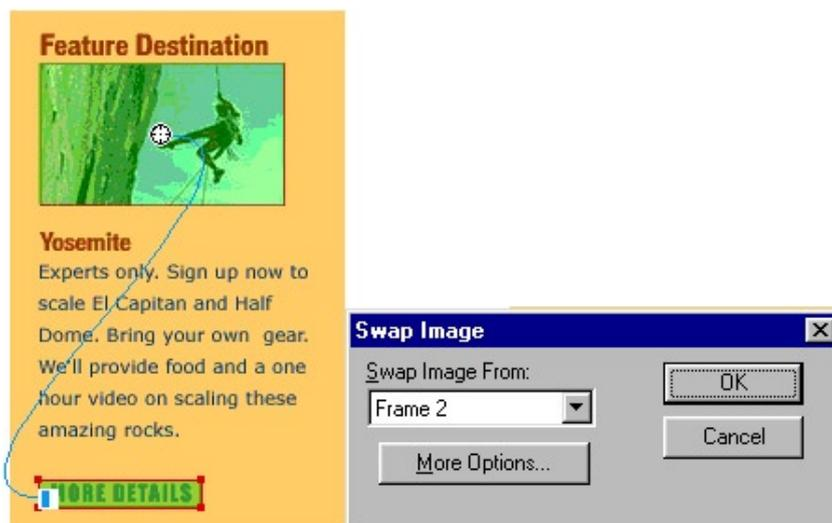 Feature Destination
Yosemite
Experts only. Sign up now to
scale El Capitan and Half
Dome. Bring your own gear.
We'll provide food and a one
hour video on scaling these
amazing rocks.
MORE DETAILS
Swap Image
Swap Image From:
Frame 2
More Options...
OK
Cancel